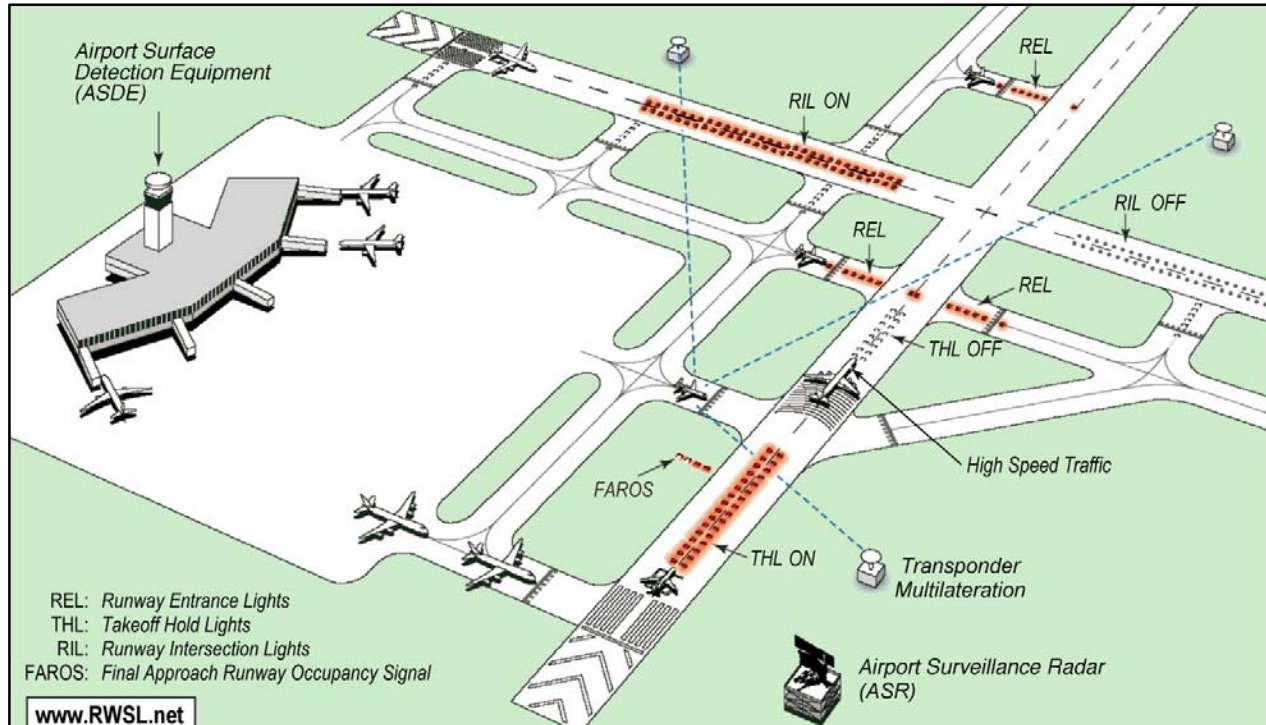 Airport Surface
Detection Equipment
(ASDE)
REL
RIL ON
RIL OFF
REL
REL
THL OFF
High Speed Traffic
FAROS
THL ON
Transponder
Multilateration
REL: Runway Entrance Lights
THL: Takeoff Hold Lights
RIL: Runway Intersection Lights
FAROS: Final Approach Runway Occupancy Signal
Airport Surveillance Radar
(ASR)
www.RWSL.net